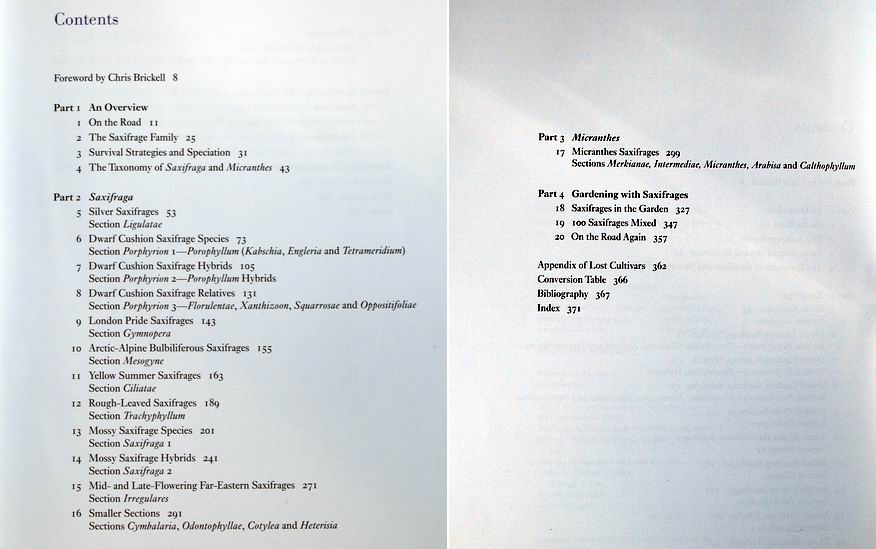 Contents
Foreword by Chris Brickell 8
Part 1 An Overview
1 On the Road 11
2 The Saxifrage Family 25
3 Survival Strategies and Speciation 31
4 The Taxonomy of Saxifraga and Micranthes 43
Part 2 Saxifraga
5 Silver Saxifrages 53
Section Ligulatae
6 Dwarf Cushion Saxifrage Species 73
Section Porphyrion 1—Porophyllum (Kabschia, Engleria and Tetrameridium)
7 Dwarf Cushion Saxifrage Hybrids 105
Section Porphyrion 2—Porophyllum Hybrids
8 Dwarf Cushion Saxifrage Relatives 131
Section Porphyrion 3—Florulentae, Xanthizoon, Squarrosae and Oppositifoliae
9 London Pride Saxifrages 143
Section Gymnopera
10 Arctic-Alpine Bulbiliferous Saxifrages 155
Section Mesogyne
11 Yellow Summer Saxifrages 163
Section Ciliatae
12 Rough-Leaved Saxifrages 189
Section Trachyphyllum
13 Mossy Saxifrage Species 201
Section Saxifraga 1
14 Mossy Saxifrage Hybrids 241
Section Saxifraga 2
15 Mid- and Late-Flowering Far-Eastern Saxifrages 271
Section Irregulares
16 Smaller Sections 291
Sections Cymbalaria, Odontophyllae, Cotylea and Heterisia
Part 3 Micranthes
17 Micranthes Saxifrages 299
Sections Merkianae, Intermediae, Micranthes, Arabisa and Calthophyllum
Part 4 Gardening with Saxifrages
18 Saxifrages in the Garden 327
19 100 Saxifrages Mixed 347
20 On the Road Again 357
Appendix of Lost Cultivars 362
Conversion Table 366
Bibliography 367
Index 371